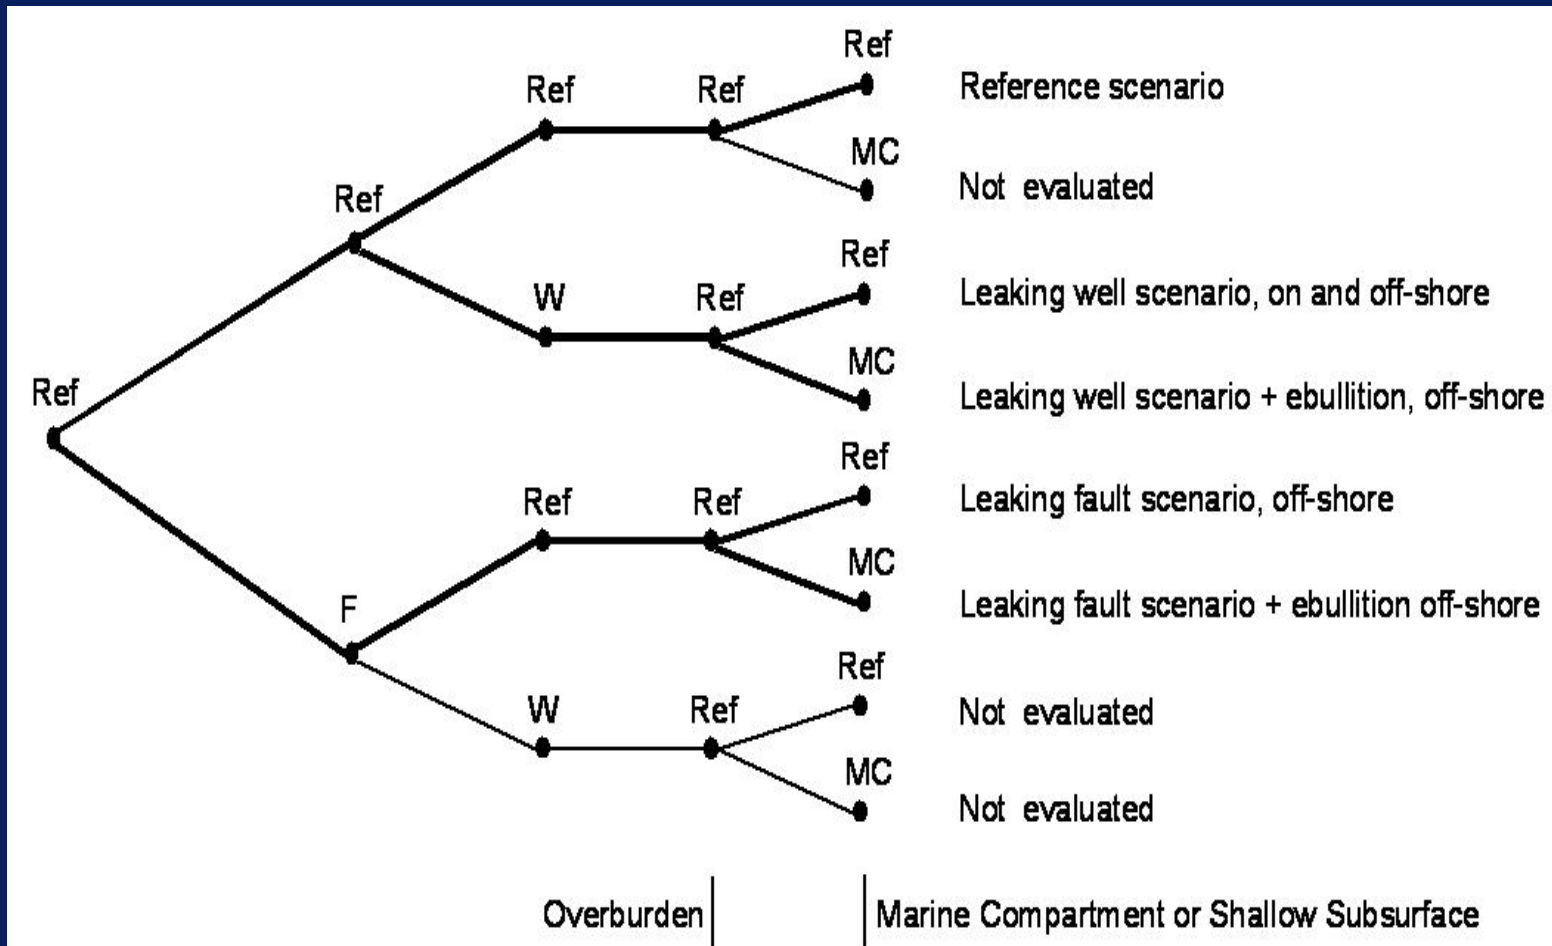 Ref
Ref Ref Reference scenario
MC
Ref Not evaluated
Ref
W Ref Leaking well scenario, on and off-shore
MC
Ref Leaking well scenario + ebullition, off-shore
Ref
Ref Ref Leaking fault scenario, off-shore
MC
F Leaking fault scenario + ebullition off-shore
Ref
W Ref Not evaluated
MC
Not evaluated
Overburden Marine Compartment or Shallow Subsurface